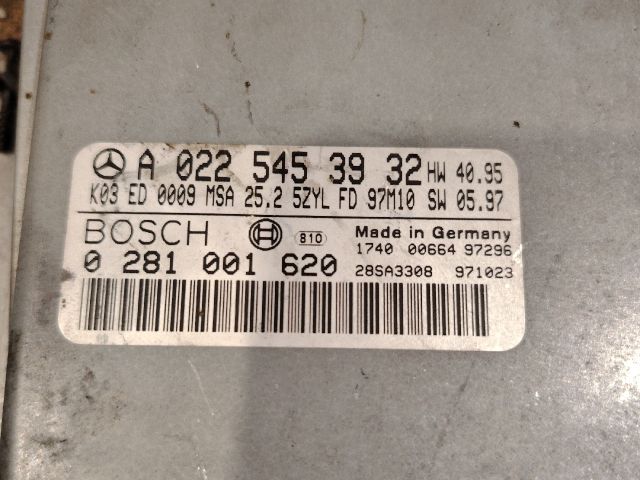 A 022 545 39 32 HW 40.95
K03 ED 0009 MSA 25.2 5ZYL FD 97M10 SW 05.97
BOSCH 810 Made in Germany
1740 00664 97296
0 281 001 620 28SA3308 971023